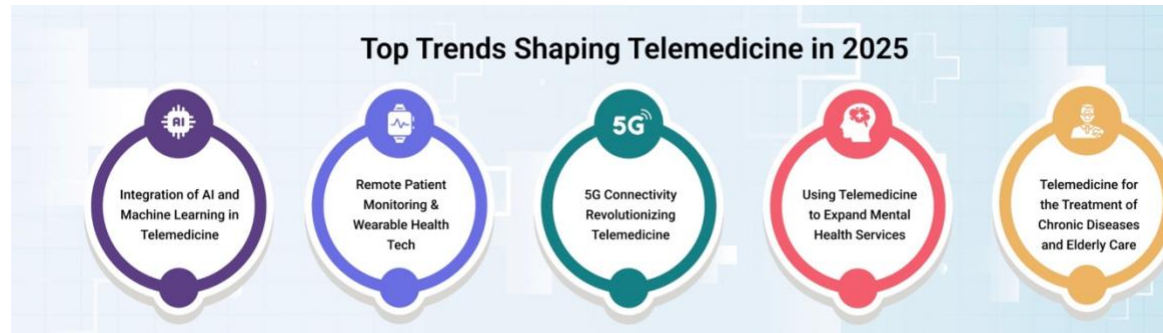 Top Trends Shaping Telemedicine in 2025
AI
Integration of AI and
Machine Learning in
Telemedicine
Remote Patient
Monitoring &
Wearable Health
Tech
5G
5G Connectivity
Revolutionizing
Telemedicine
Using Telemedicine
to Expand Mental
Health Services
Telemedicine for
the Treatment of
Chronic Diseases
and Elderly Care